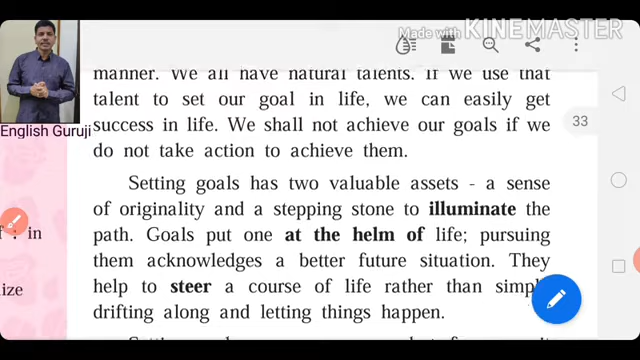 Made with KINEMASTER
manner. We all have natural talents. If we use that
talent to set our goal in life, we can easily get
success in life. We shall not achieve our goals if we
do not take action to achieve them.
33
English Guruji
Setting goals has two valuable assets - a sense
of originality and a stepping stone to illuminate the
path. Goals put one at the helm of life; pursuing
them acknowledges a better future situation. They
help to steer a course of life rather than simply
drifting along and letting things happen.
: in
ize